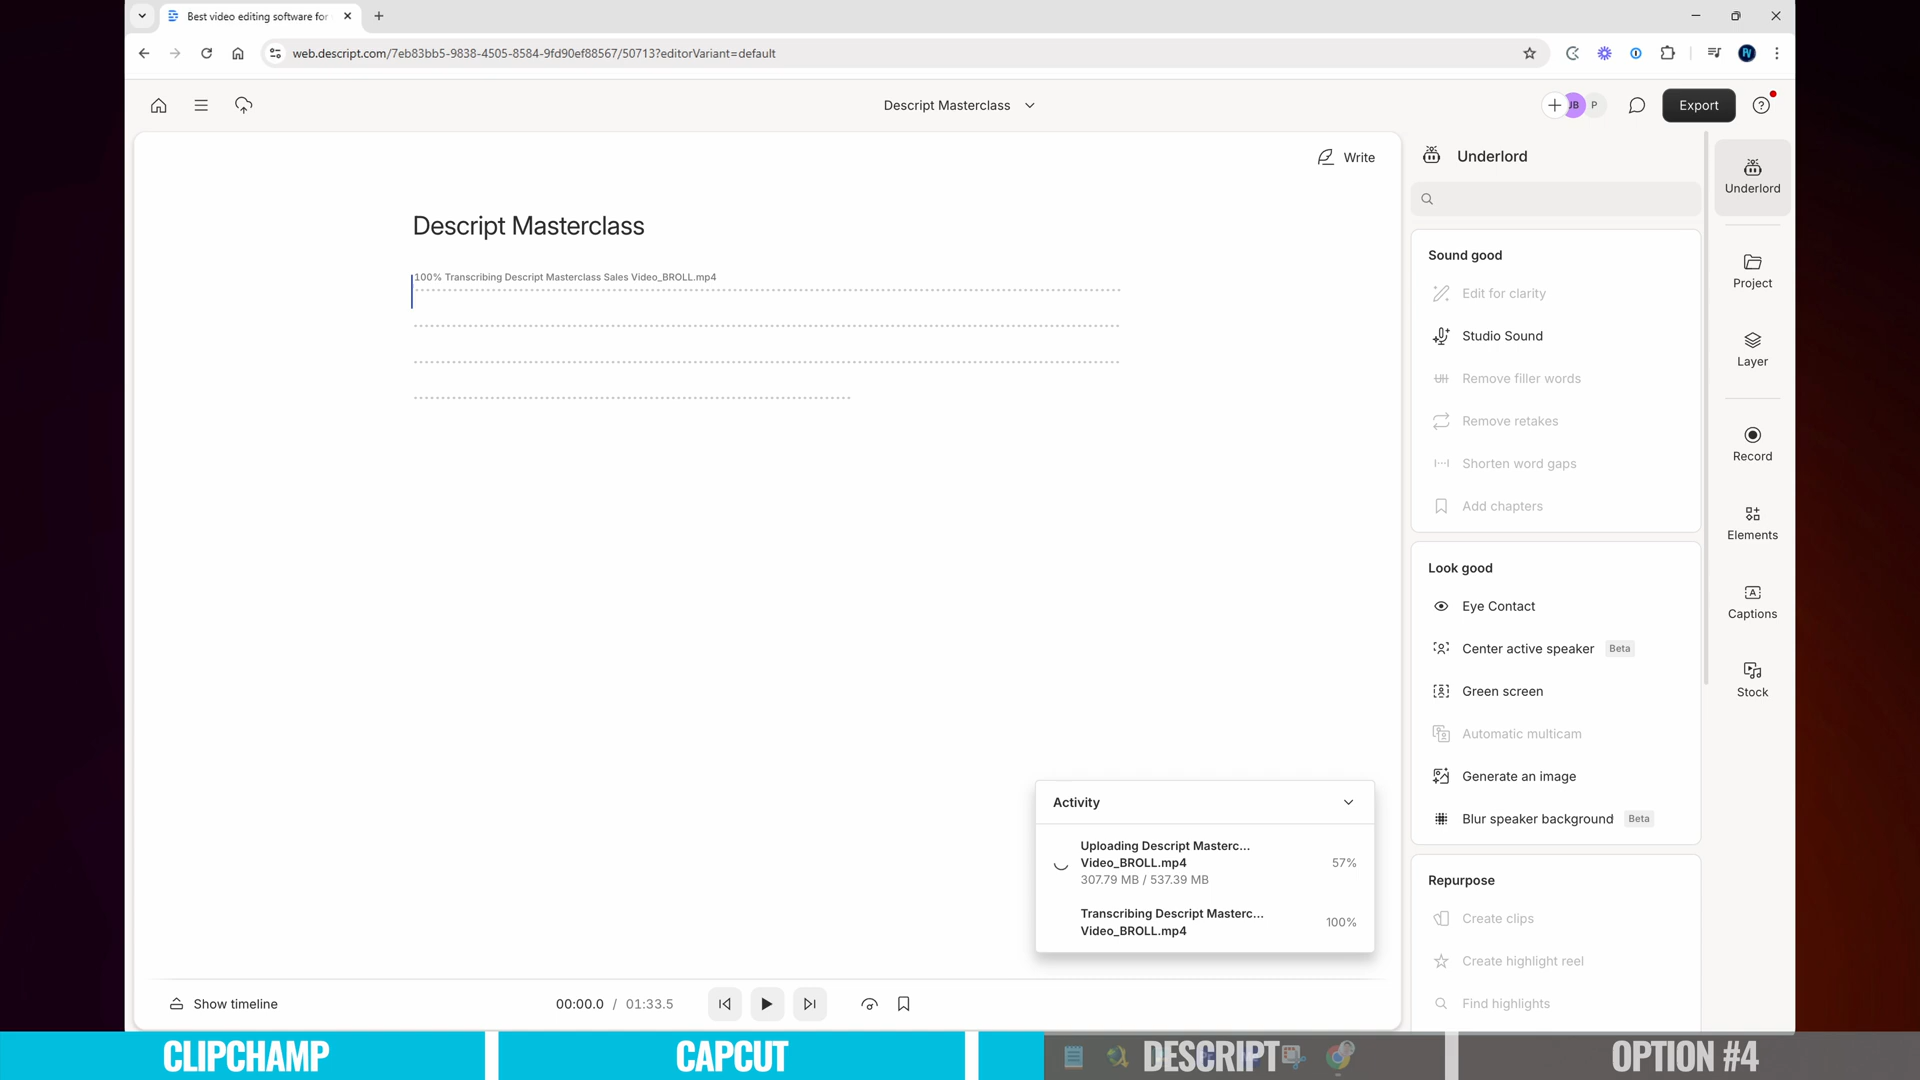 Best video editing software for
web.descript.com/7eb83bb5-9838-4505-8584-9fd90ef88567/50713?editorVariant=default
Descript Masterclass
JB
P
Export
Write
Underlord
Underlord
Descript Masterclass
100% Transcribing Descript Masterclass Sales Video_BROLL.mp4
Sound good
Edit for clarity
Studio Sound
Remove filler words
Remove retakes
Shorten word gaps
Add chapters
Look good
Eye Contact
Center active speaker Beta
Green screen
Automatic multicam
Generate an image
Blur speaker background Beta
Repurpose
Create clips
Create highlight reel
Find highlights
Project
Layer
Record
Elements
Captions
Stock
Activity
Uploading Descript Masterc...
Video_BROLL.mp4
307.79 MB / 537.39 MB
57%
Transcribing Descript Masterc...
Video_BROLL.mp4
100%
Show timeline
00:00.0 / 01:33.5
CLIPCHAMP
CAPCUT
DESCRIPT
OPTION #4